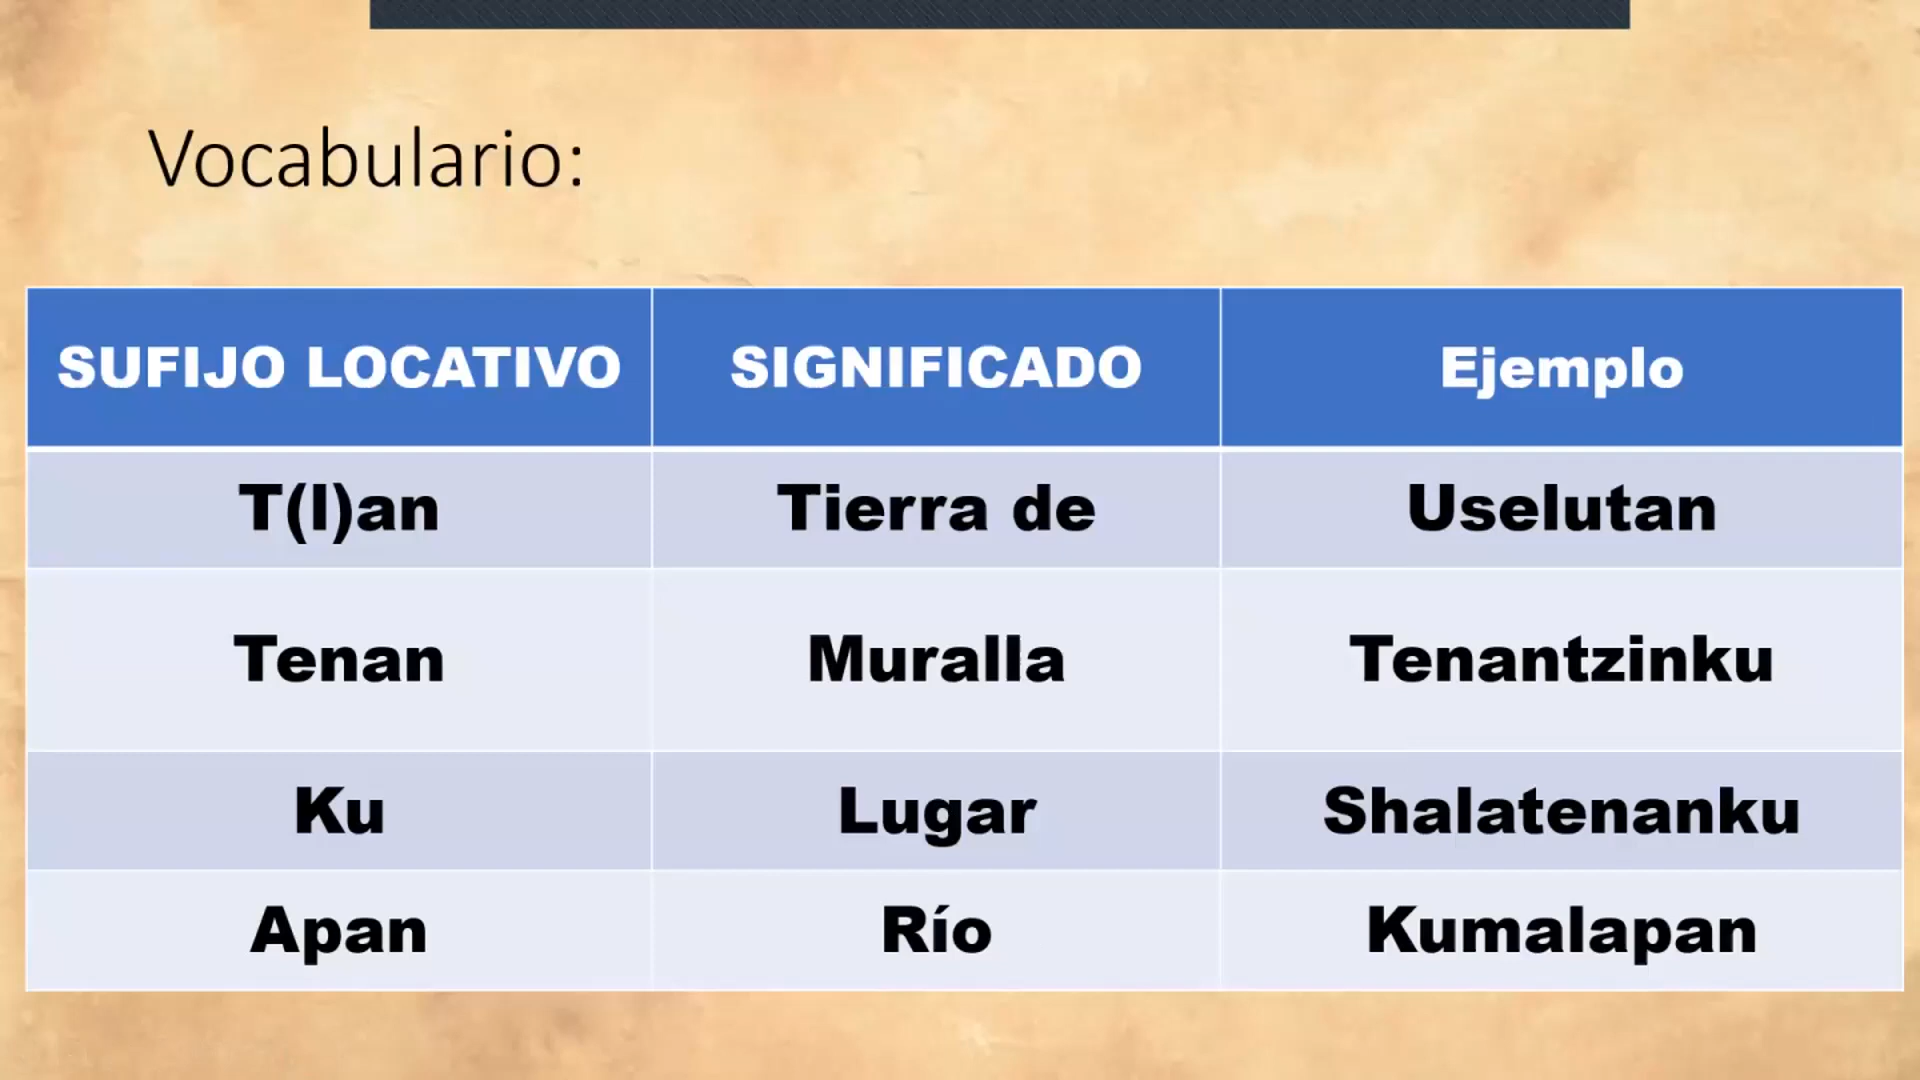 Vocabulario:
SUFIJO LOCATIVO SIGNIFICADO Ejemplo
T(l)an Tierra de Uselutan
Tenan Muralla Tenantzinku
Ku Lugar Shalatenanku
Apan Río Kumalapan